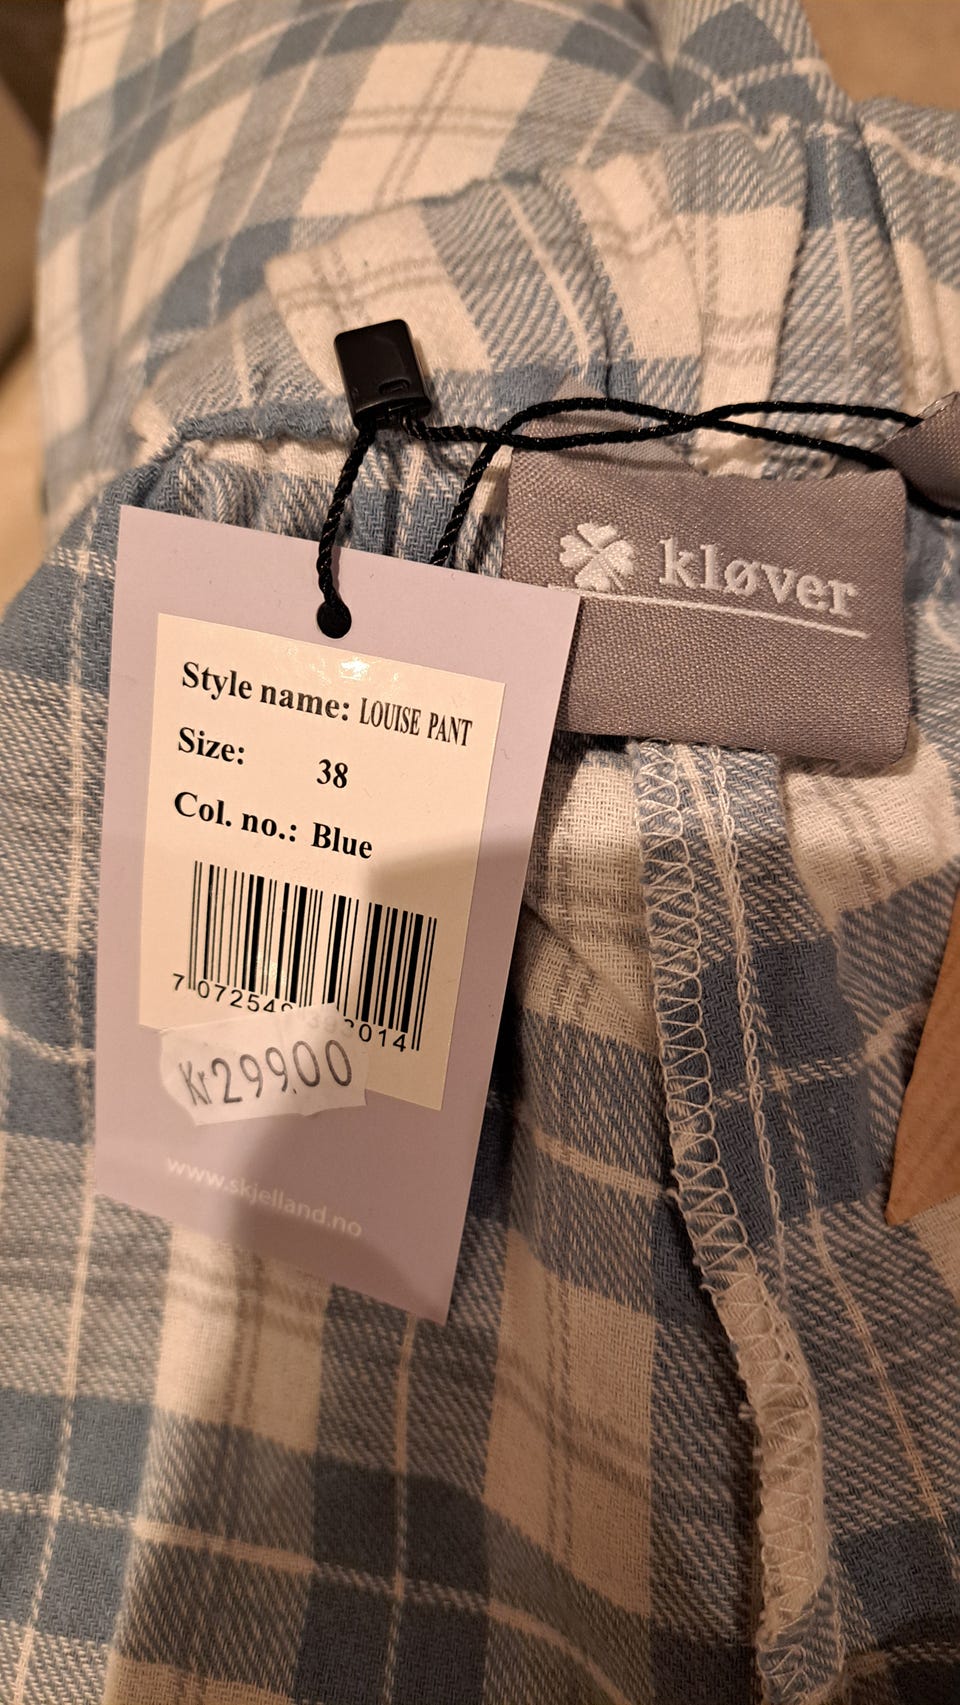 kløver
Style name: LOUISE PANT
Size: 38
Col. no.: Blue
Kr299.00
www.skjelland.no